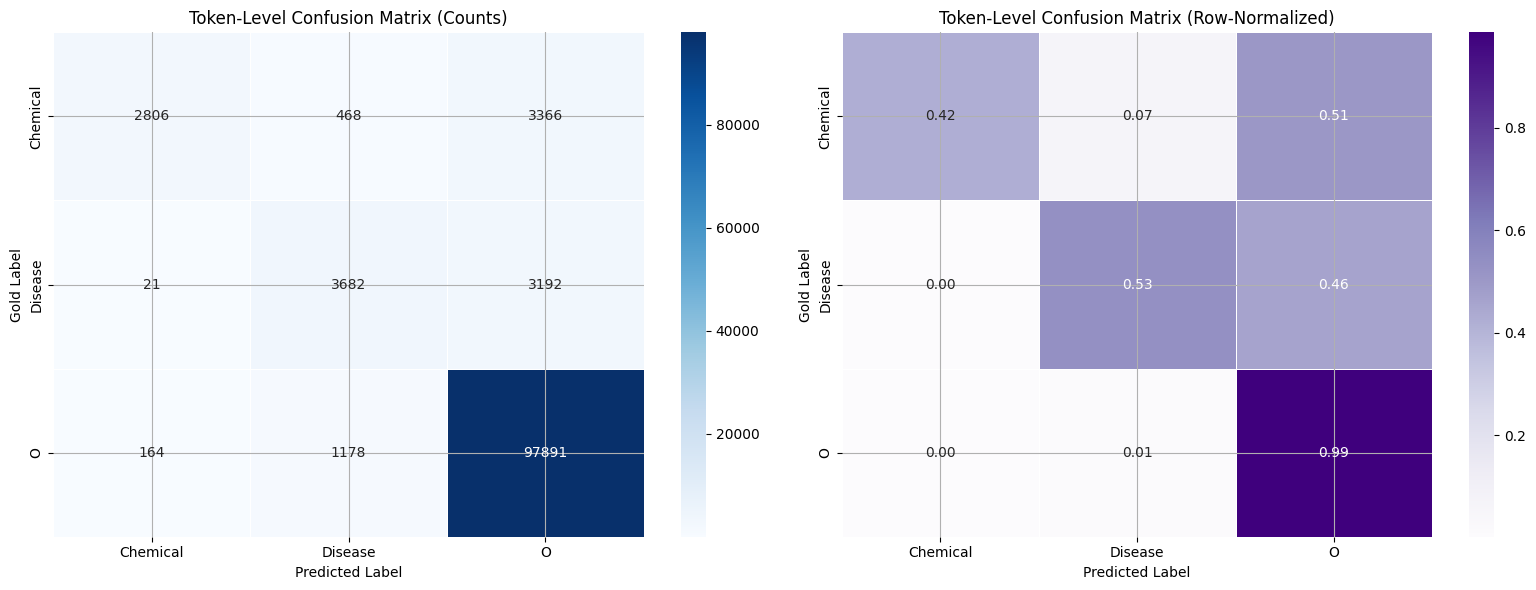 Token-Level Confusion Matrix (Counts)
Chemical
2806
468
3366
Disease
21
3682
3192
O
164
1178
97891
Gold Label
Chemical
Disease
O
Predicted Label
80000
60000
40000
20000
Token-Level Confusion Matrix (Row-Normalized)
Chemical
0.42
0.07
0.51
Disease
0.00
0.53
0.46
O
0.00
0.01
0.99
Gold Label
Chemical
Disease
O
Predicted Label
0.8
0.6
0.4
0.2